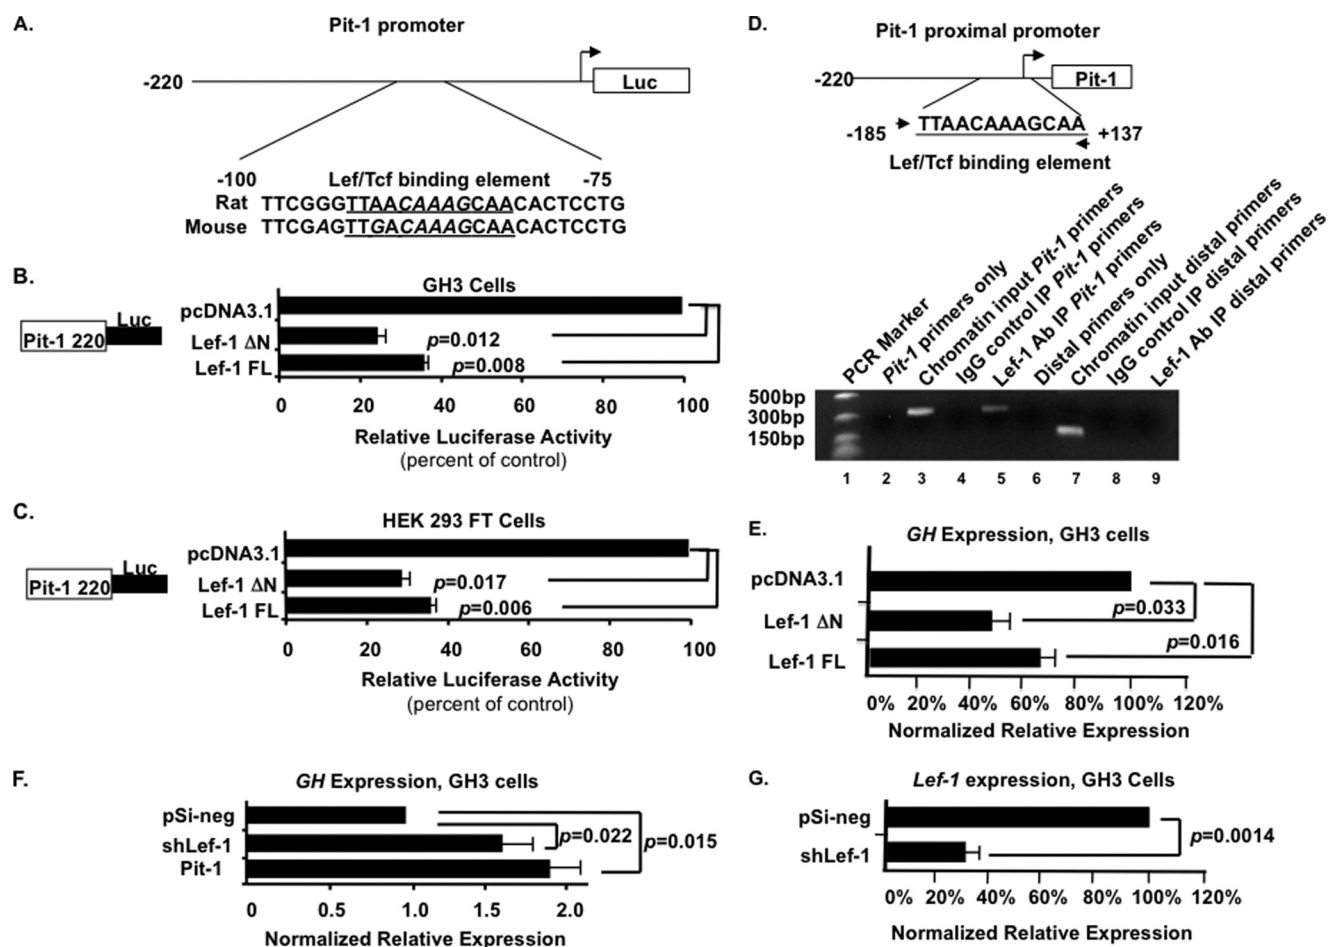 A.
Pit-1 promoter
-220
Luc
-100 Lef/Tcf binding element -75
Rat TTCGGGTTAACAAAGCAACACTCCTG
Mouse TTCGAGTTGACAAAGCAACACTCCTG
B.
GH3 Cells
Pit-1 220
Luc
pcDNA3.1
Lef-1 ΔN
p=0.012
Lef-1 FL
p=0.008
0 20 40 60 80 100
Relative Luciferase Activity
(percent of control)
C.
HEK 293 FT Cells
Pit-1 220
Luc
pcDNA3.1
Lef-1 ΔN
p=0.017
Lef-1 FL
p=0.006
0 20 40 60 80 100
Relative Luciferase Activity
(percent of control)
D.
Pit-1 proximal promoter
-220
Pit-1
-185 TTAACAAAGCAA +137
Lef/Tcf binding element
PCR Marker
Pit-1 primers only
Chromatin input Pit-1 primers
IgG control IP Pit-1 primers
Lef-1 Ab IP Pit-1 primers
Distal primers only
Chromatin input distal primers
IgG control IP distal primers
Lef-1 Ab IP distal primers
500bp
300bp
150bp
1 2 3 4 5 6 7 8 9
E.
GH Expression, GH3 cells
pcDNA3.1
Lef-1 ΔN
p=0.033
Lef-1 FL
p=0.016
0% 20% 40% 60% 80% 100% 120%
Normalized Relative Expression
F.
GH Expression, GH3 cells
pSi-neg
shLef-1
p=0.022
p=0.015
Pit-1
0 0.5 1.0 1.5 2.0
Normalized Relative Expression
G.
Lef-1 expression, GH3 Cells
pSi-neg
p=0.0014
shLef-1
0% 20% 40% 60% 80% 100% 120%
Normalized Relative Expression